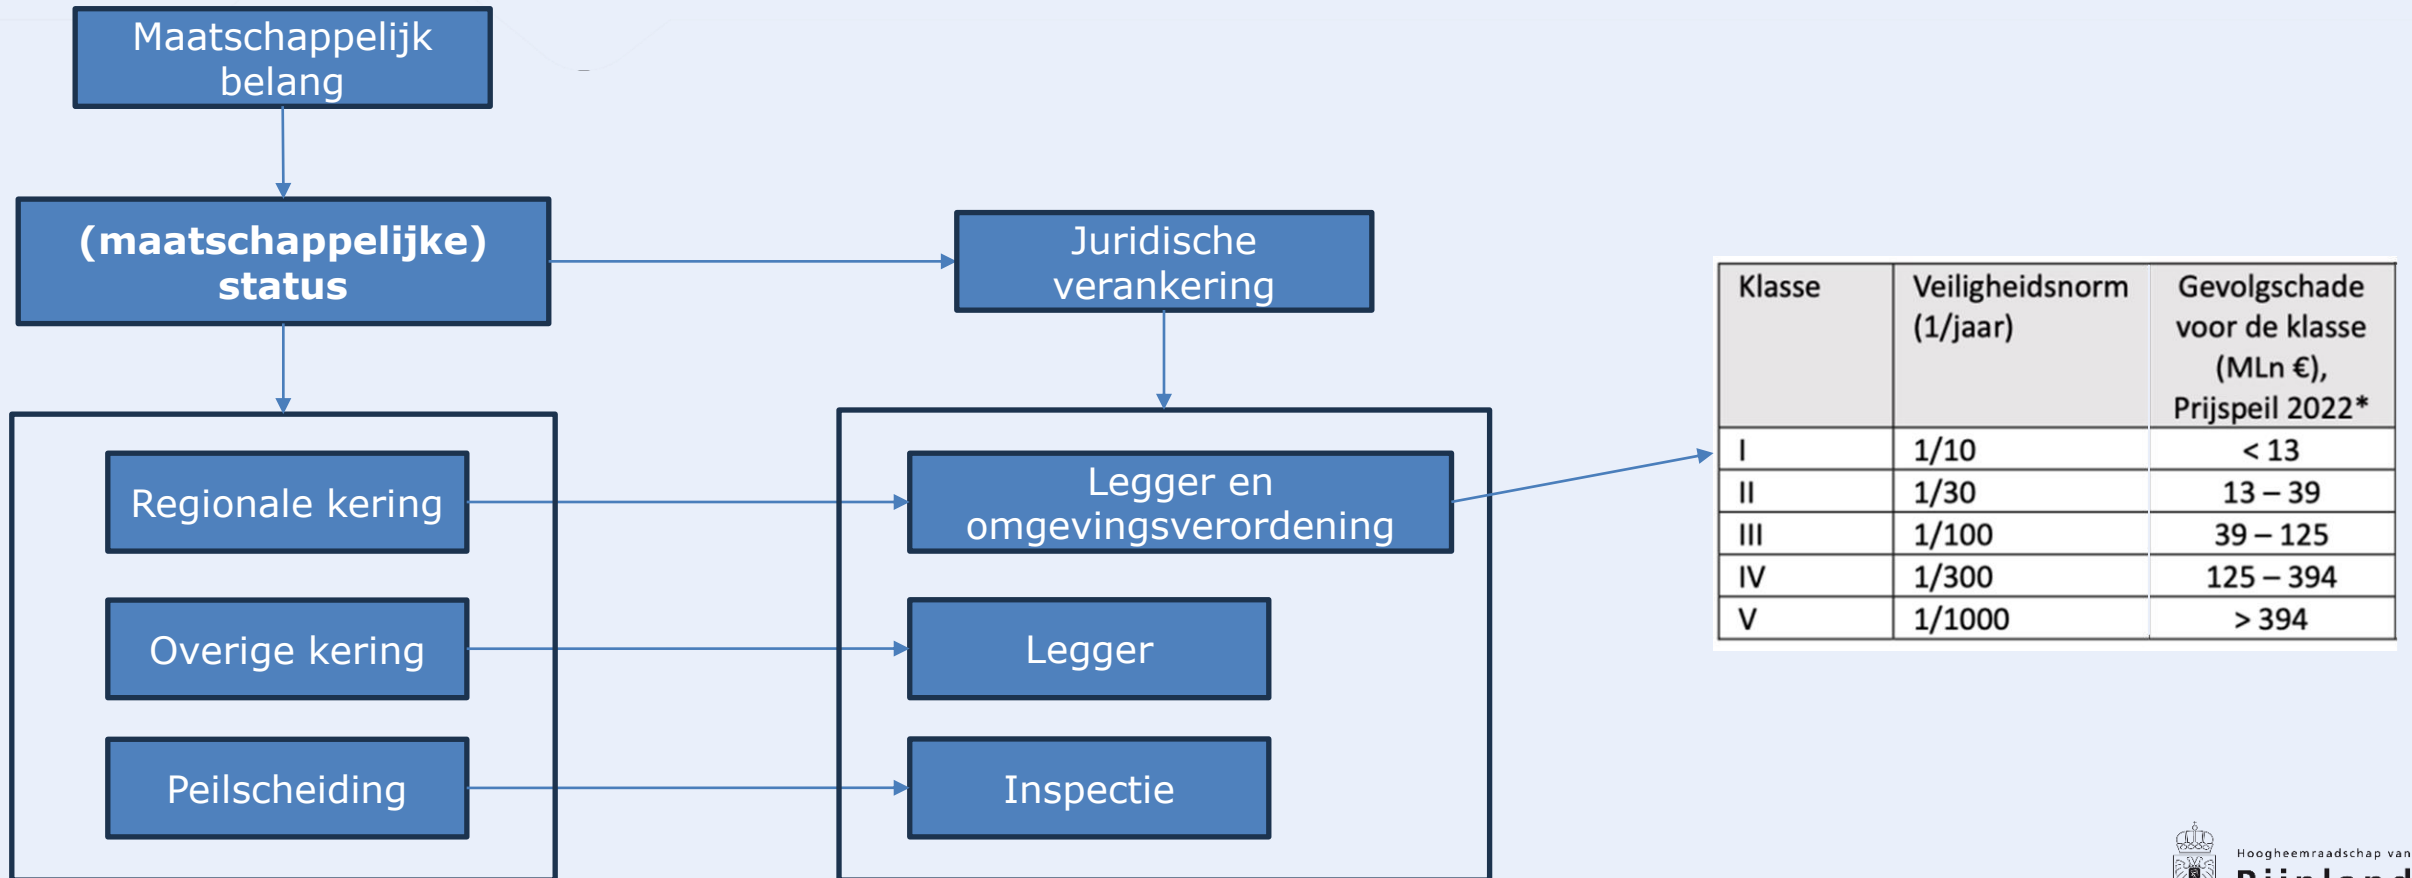 Maatschappelijk
belang
(maatschappelijke)
status
Juridische
verankering
Regionale kering
Overige kering
Peilscheiding
Legger en
omgevingsverordening
Legger
Inspectie
Klasse Veiligheidsnorm (1/jaar) Gevolgschade voor de klasse (MLn €), Prijspeil 2022*
I 1/10 < 13
II 1/30 13 – 39
III 1/100 39 – 125
IV 1/300 125 – 394
V 1/1000 > 394
Hoogheemraadschap van
Rijnland